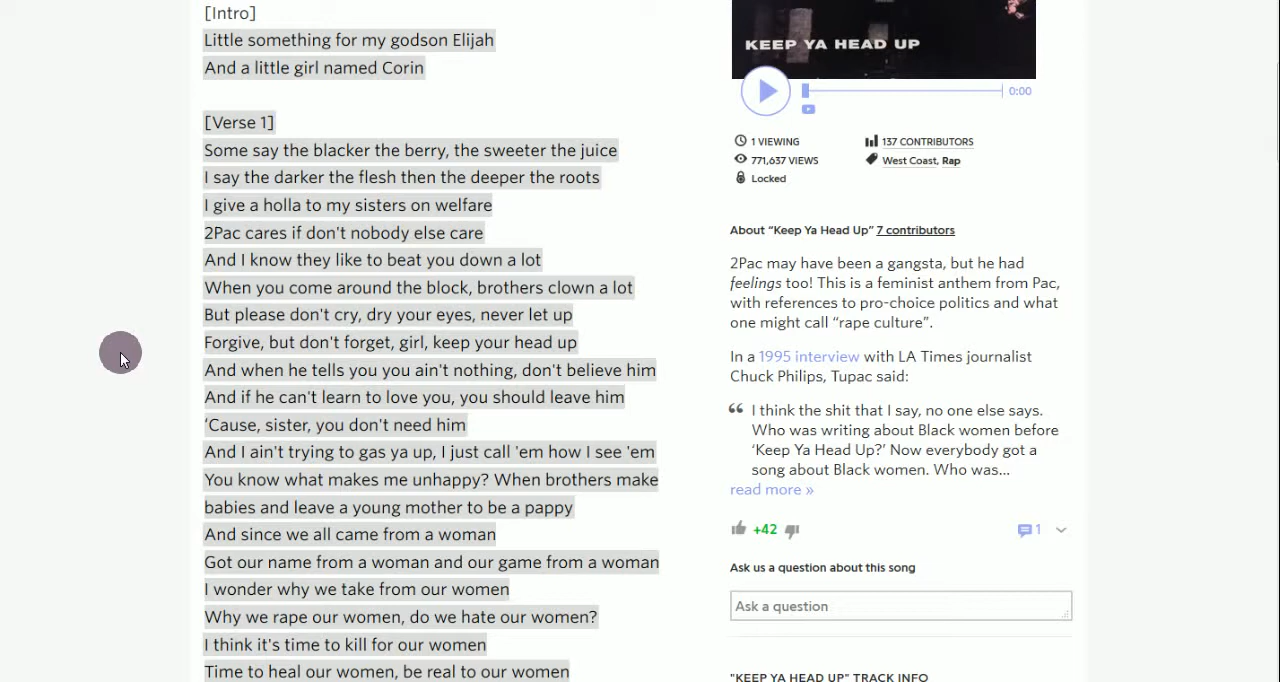 [Intro]
Little something for my godson Elijah
And a little girl named Corin
[Verse 1]
Some say the blacker the berry, the sweeter the juice
I say the darker the flesh then the deeper the roots
I give a holla to my sisters on welfare
2Pac cares if don't nobody else care
And I know they like to beat you down a lot
When you come around the block, brothers clown a lot
But please don't cry, dry your eyes, never let up
Forgive, but don't forget, girl, keep your head up
And when he tells you you ain't nothing, don't believe him
And if he can't learn to love you, you should leave him
‘Cause, sister, you don't need him
And I ain't trying to gas ya up, I just call 'em how I see 'em
You know what makes me unhappy? When brothers make
babies and leave a young mother to be a pappy
And since we all came from a woman
Got our name from a woman and our game from a woman
I wonder why we take from our women
Why we rape our women, do we hate our women?
I think it's time to kill for our women
Time to heal our women, be real to our women
KEEP YA HEAD UP
0:00
1 VIEWING
137 CONTRIBUTORS
771,637 VIEWS
West Coast, Rap
Locked
About “Keep Ya Head Up” 7 contributors
2Pac may have been a gangsta, but he had
feelings too! This is a feminist anthem from Pac,
with references to pro-choice politics and what
one might call “rape culture”.
In a 1995 interview with LA Times journalist
Chuck Philips, Tupac said:
“ I think the shit that I say, no one else says.
Who was writing about Black women before
‘Keep Ya Head Up?’ Now everybody got a
song about Black women. Who was...
read more »
+42
1
Ask us a question about this song
Ask a question
"KEEP YA HEAD UP" TRACK INFO